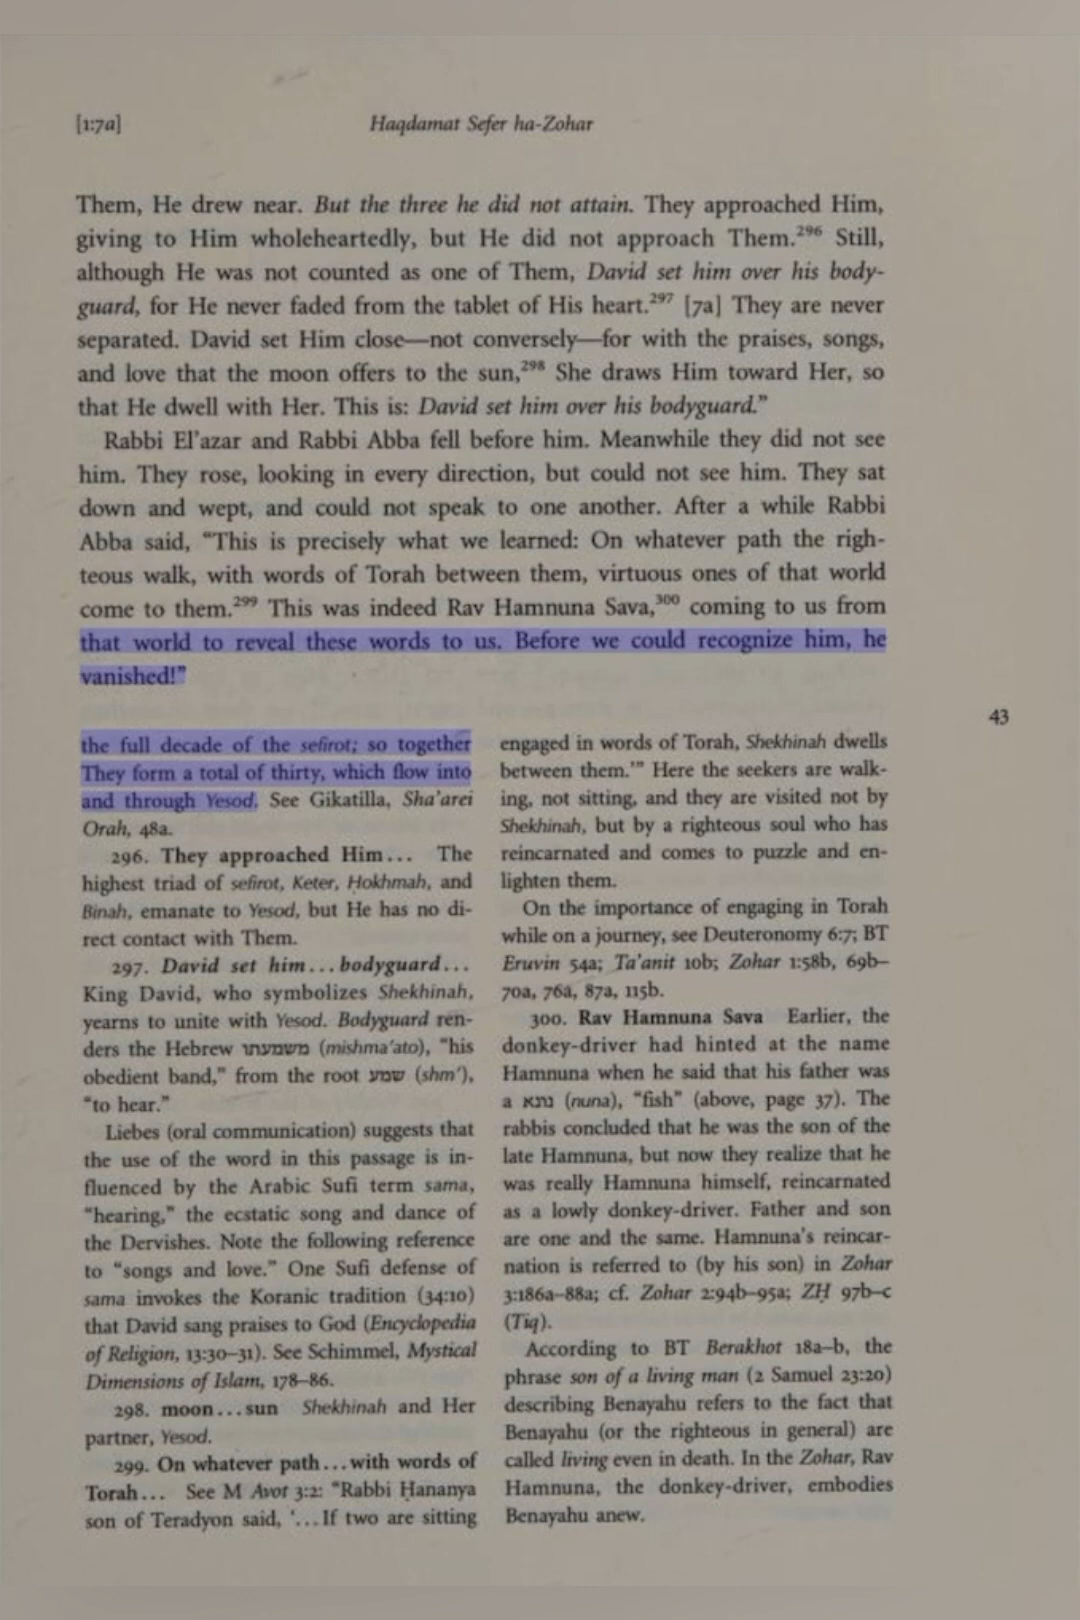 [1:7a]
Haqdamat Sefer ha-Zohar
Them, He drew near. But the three he did not attain. They approached Him,
giving to Him wholeheartedly, but He did not approach Them.296 Still,
although He was not counted as one of Them, David set him over his body-
guard, for He never faded from the tablet of His heart.297 [7a] They are never
separated. David set Him close—not conversely—for with the praises, songs,
and love that the moon offers to the sun,298 She draws Him toward Her, so
that He dwell with Her. This is: David set him over his bodyguard.”
Rabbi El’azar and Rabbi Abba fell before him. Meanwhile they did not see
him. They rose, looking in every direction, but could not see him. They sat
down and wept, and could not speak to one another. After a while Rabbi
Abba said, “This is precisely what we learned: On whatever path the righ-
teous walk, with words of Torah between them, virtuous ones of that world
come to them.299 This was indeed Rav Hamnuna Sava,300 coming to us from
that world to reveal these words to us. Before we could recognize him, he
vanished!”
43
the full decade of the sefirot; so together
They form a total of thirty, which flow into
and through Yesod. See Gikatilla, Sha’arei
Orah, 48a.
296. They approached Him... The
highest triad of sefirot, Keter, Ḥokhmah, and
Binah, emanate to Yesod, but He has no di-
rect contact with Them.
297. David set him...bodyguard...
King David, who symbolizes Shekhinah,
yearns to unite with Yesod. Bodyguard ren-
ders the Hebrew משמעתו (mishma’ato), “his
obedient band,” from the root שמע (shm’),
“to hear.”
Liebes (oral communication) suggests that
the use of the word in this passage is in-
fluenced by the Arabic Sufi term sama,
“hearing,” the ecstatic song and dance of
the Dervishes. Note the following reference
to “songs and love.” One Sufi defense of
sama invokes the Koranic tradition (34:10)
that David sang praises to God (Encyclopedia
of Religion, 13:30–31). See Schimmel, Mystical
Dimensions of Islam, 178–86.
298. moon...sun Shekhinah and Her
partner, Yesod.
299. On whatever path...with words of
Torah... See M Avot 3:2: “Rabbi Ḥananya
son of Teradyon said, ‘...If two are sitting
engaged in words of Torah, Shekhinah dwells
between them.’” Here the seekers are walk-
ing, not sitting, and they are visited not by
Shekhinah, but by a righteous soul who has
reincarnated and comes to puzzle and en-
lighten them.
On the importance of engaging in Torah
while on a journey, see Deuteronomy 6:7; BT
Eruvin 54a; Ta’anit 10b; Zohar 1:58b, 69b–
70a, 76a, 87a, 115b.
300. Rav Hamnuna Sava Earlier, the
donkey-driver had hinted at the name
Hamnuna when he said that his father was
a נונא (nuna), “fish” (above, page 37). The
rabbis concluded that he was the son of the
late Hamnuna, but now they realize that he
was really Hamnuna himself, reincarnated
as a lowly donkey-driver. Father and son
are one and the same. Hamnuna’s reincar-
nation is referred to (by his son) in Zohar
3:186a–88a; cf. Zohar 2:94b–95a; ZḤ 97b–c
(Tiq).
According to BT Berakhot 18a–b, the
phrase son of a living man (2 Samuel 23:20)
describing Benayahu refers to the fact that
Benayahu (or the righteous in general) are
called living even in death. In the Zohar, Rav
Hamnuna, the donkey-driver, embodies
Benayahu anew.